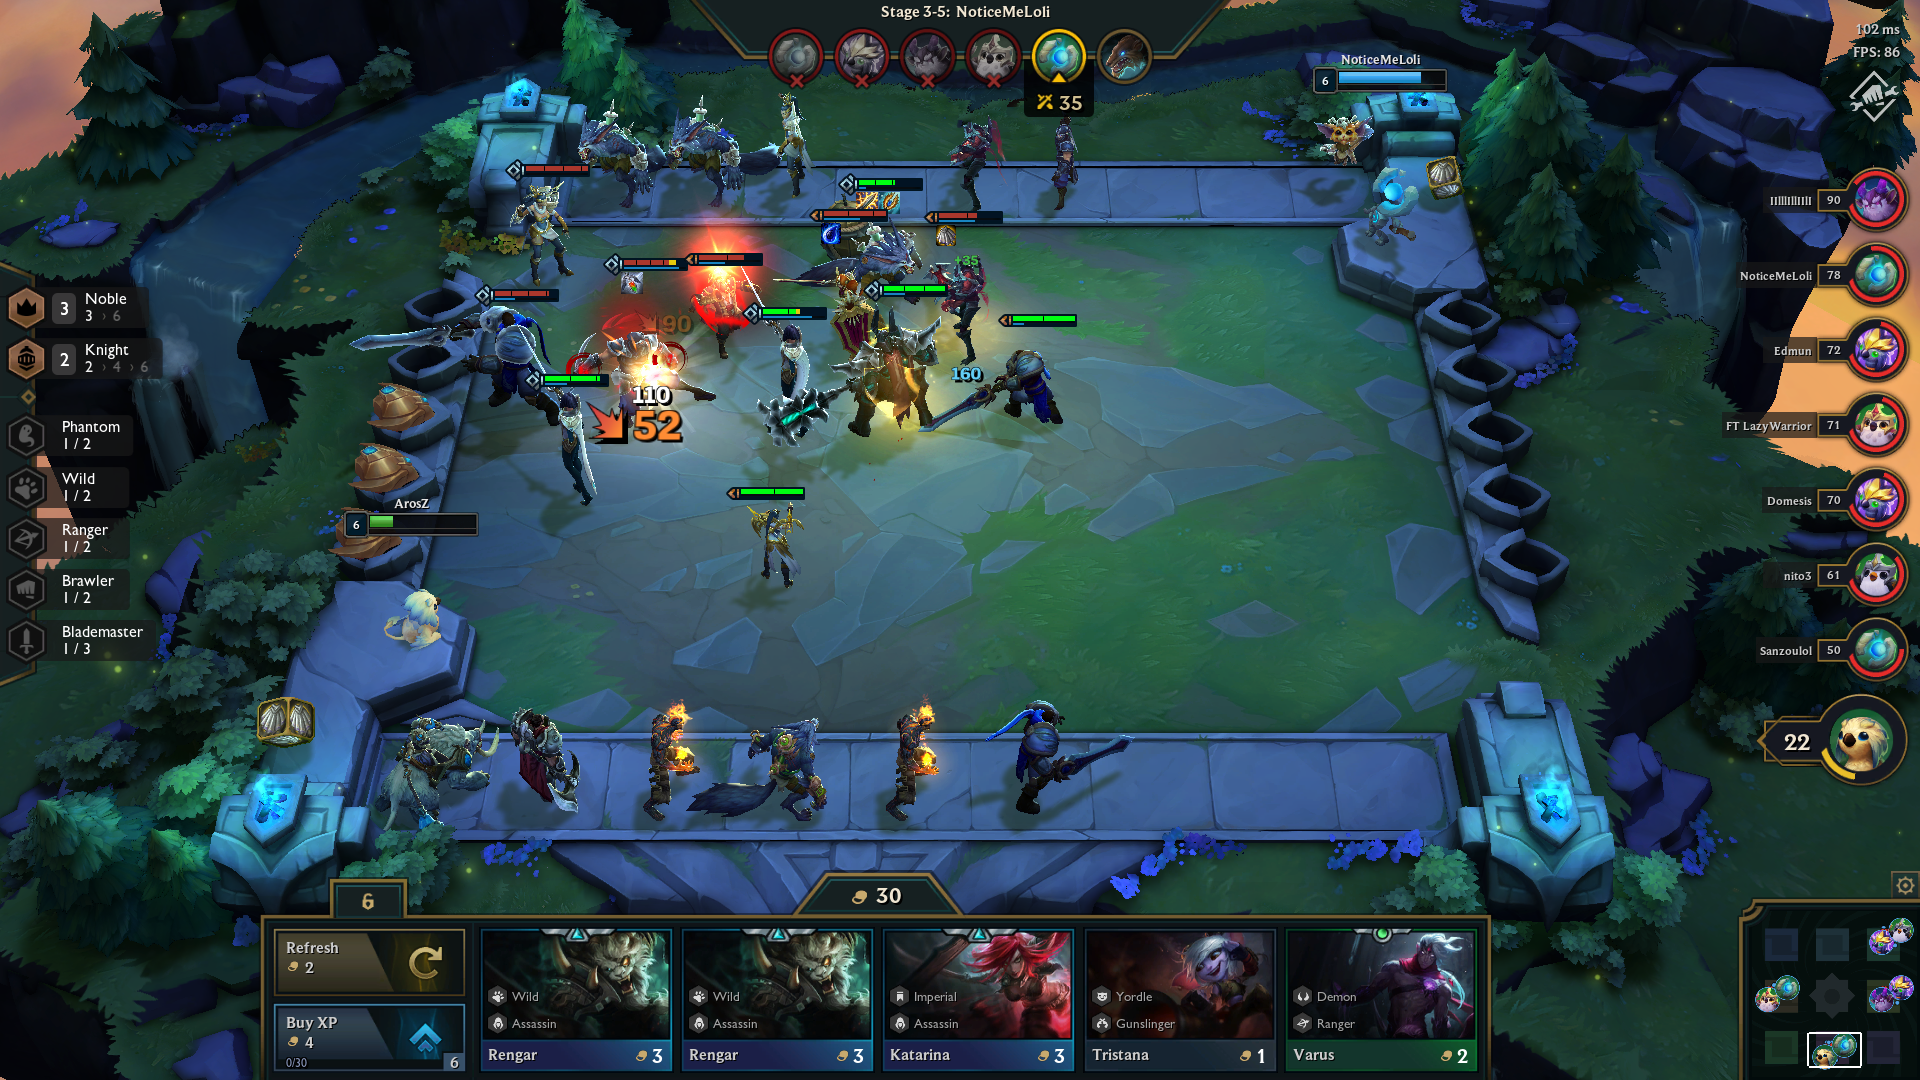 Stage 3-5: NoticeMeLoli
102 ms
FPS: 86
35
NoticeMeLoli
6
90
NoticeMeLoli
78
Edmun
72
FT LazyWarrior
71
Domesis
70
nito3
61
Sanzoulol
50
22
3
Noble
3 › 6
2
Knight
2 › 4 › 6
Phantom
1 / 2
Wild
1 / 2
Ranger
1 / 2
Brawler
1 / 2
Blademaster
1 / 3
+35
90
160
110
52
ArosZ
6
6
30
Refresh
2
Buy XP
4
0/30
6
Wild
Assassin
Rengar
3
Wild
Assassin
Rengar
3
Imperial
Assassin
Katarina
3
Yordle
Gunslinger
Tristana
1
Demon
Ranger
Varus
2